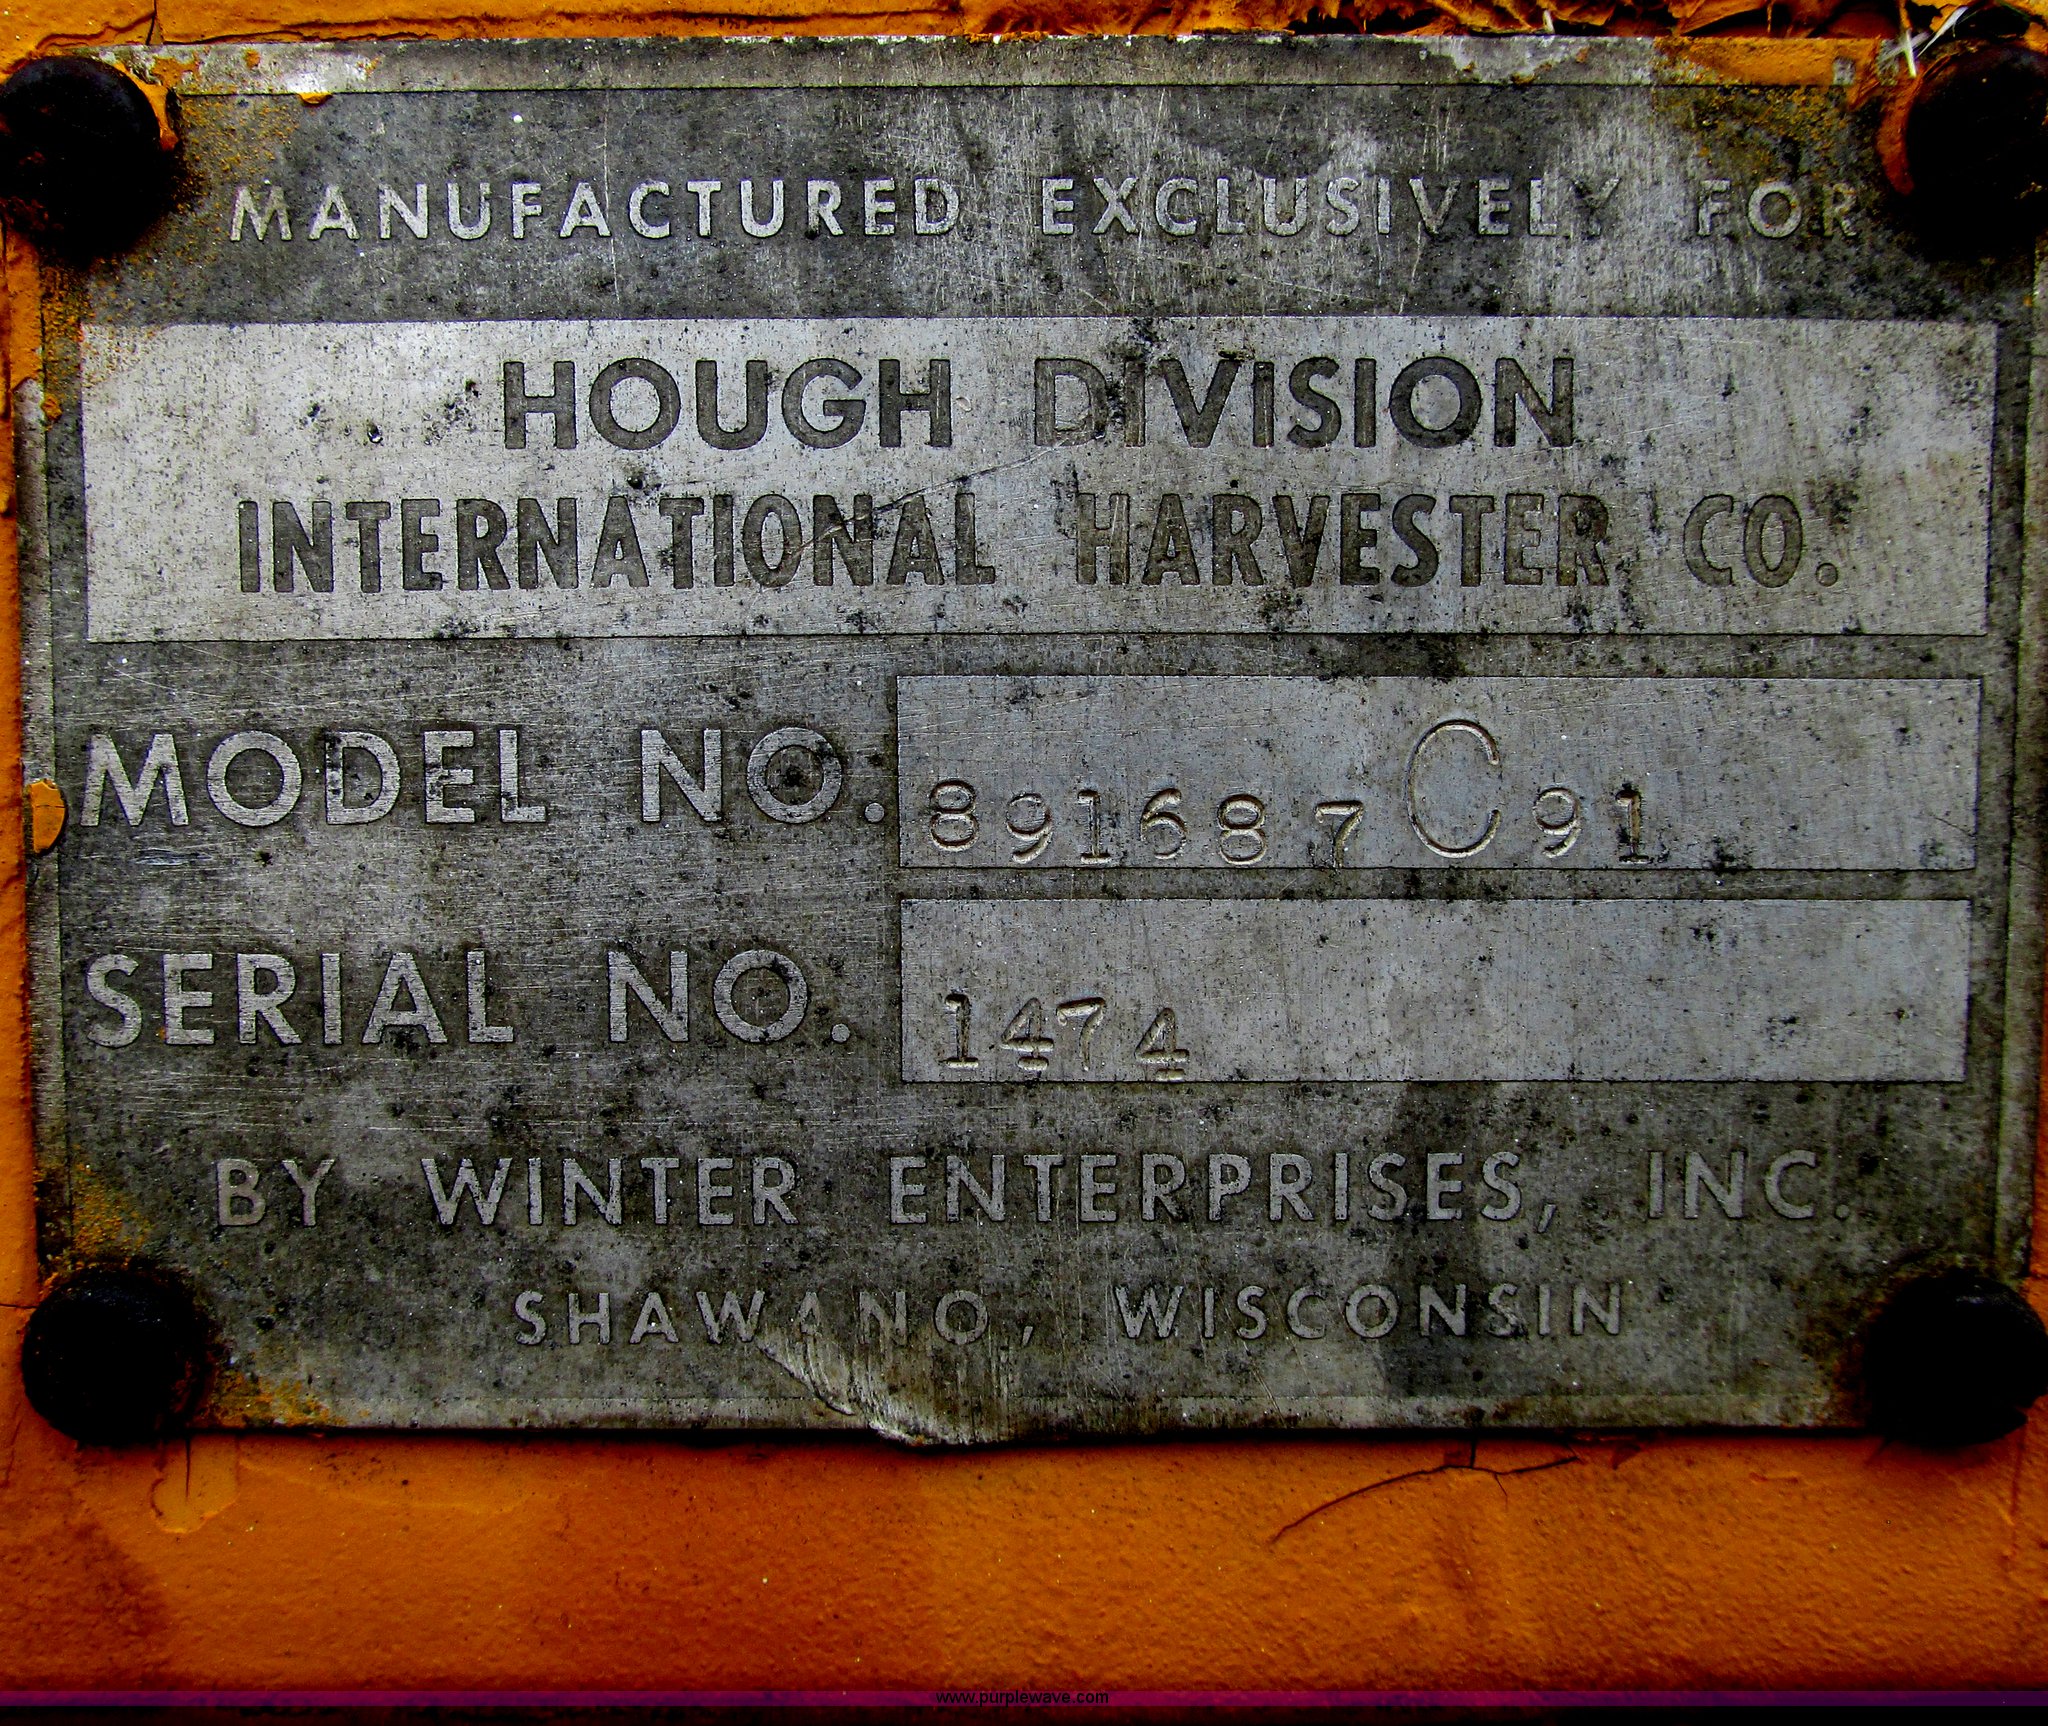 MANUFACTURED EXCLUSIVELY FOR
HOUGH DIVISION
INTERNATIONAL HARVESTER CO.
MODEL NO. 891687C91
SERIAL NO. 1474
BY WINTER ENTERPRISES, INC.
SHAWANO, WISCONSIN
www.purplewave.com